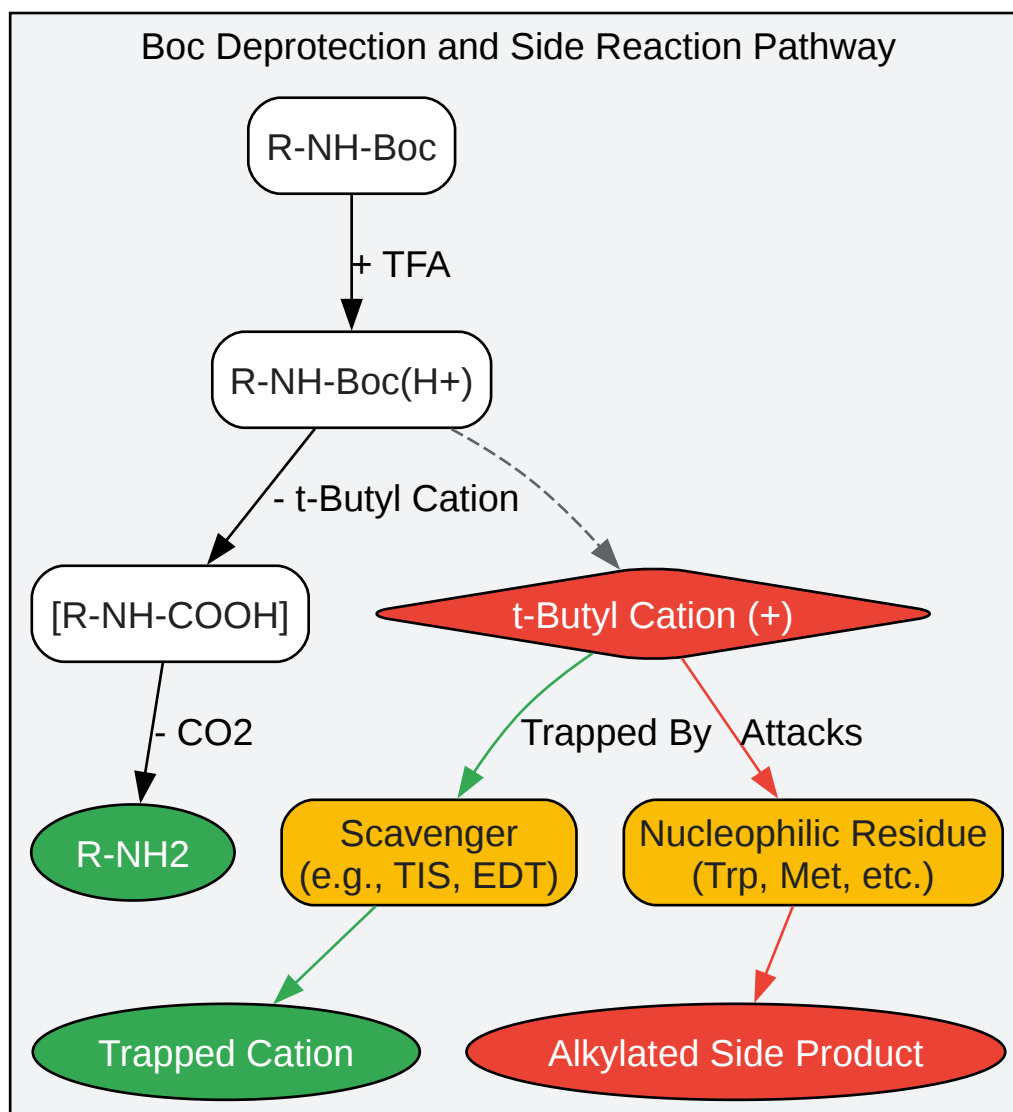 Boc Deprotection and Side Reaction Pathway
R-NH-Boc
+ TFA
R-NH-Boc(H+)
- t-Butyl Cation
[R-NH-COOH]
t-Butyl Cation (+)
- CO2
Trapped By
Attacks
R-NH2
Scavenger
(e.g., TIS, EDT)
Nucleophilic Residue
(Trp, Met, etc.)
Trapped Cation
Alkylated Side Product